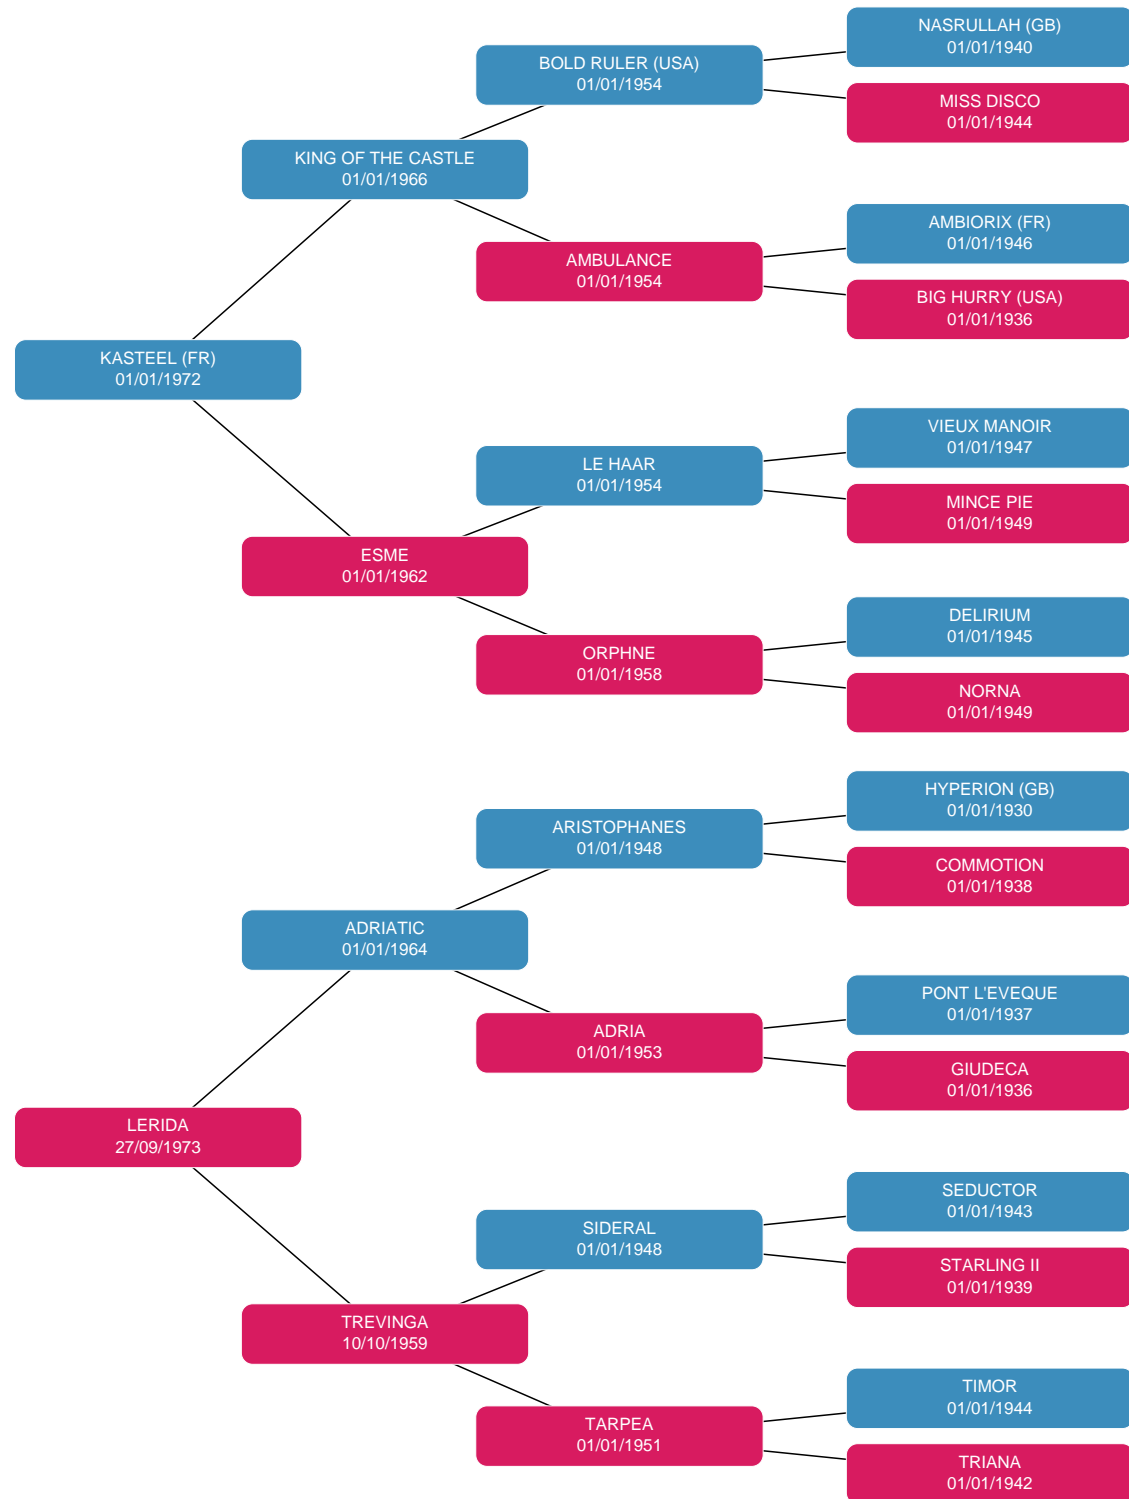 NASRULLAH (GB)
01/01/1940
BOLD RULER (USA)
01/01/1954
MISS DISCO
01/01/1944
KING OF THE CASTLE
01/01/1966
AMBIORIX (FR)
01/01/1946
AMBULANCE
01/01/1954
BIG HURRY (USA)
01/01/1936
KASTEEL (FR)
01/01/1972
VIEUX MANOIR
01/01/1947
LE HAAR
01/01/1954
MINCE PIE
01/01/1949
ESME
01/01/1962
DELIRIUM
01/01/1945
ORPHNE
01/01/1958
NORNA
01/01/1949
HYPERION (GB)
01/01/1930
ARISTOPHANES
01/01/1948
COMMOTION
01/01/1938
ADRIATIC
01/01/1964
PONT L'EVEQUE
01/01/1937
ADRIA
01/01/1953
GIUDECA
01/01/1936
LERIDA
27/09/1973
SEDUCTOR
01/01/1943
SIDERAL
01/01/1948
STARLING II
01/01/1939
TREVINGA
10/10/1959
TIMOR
01/01/1944
TARPEA
01/01/1951
TRIANA
01/01/1942